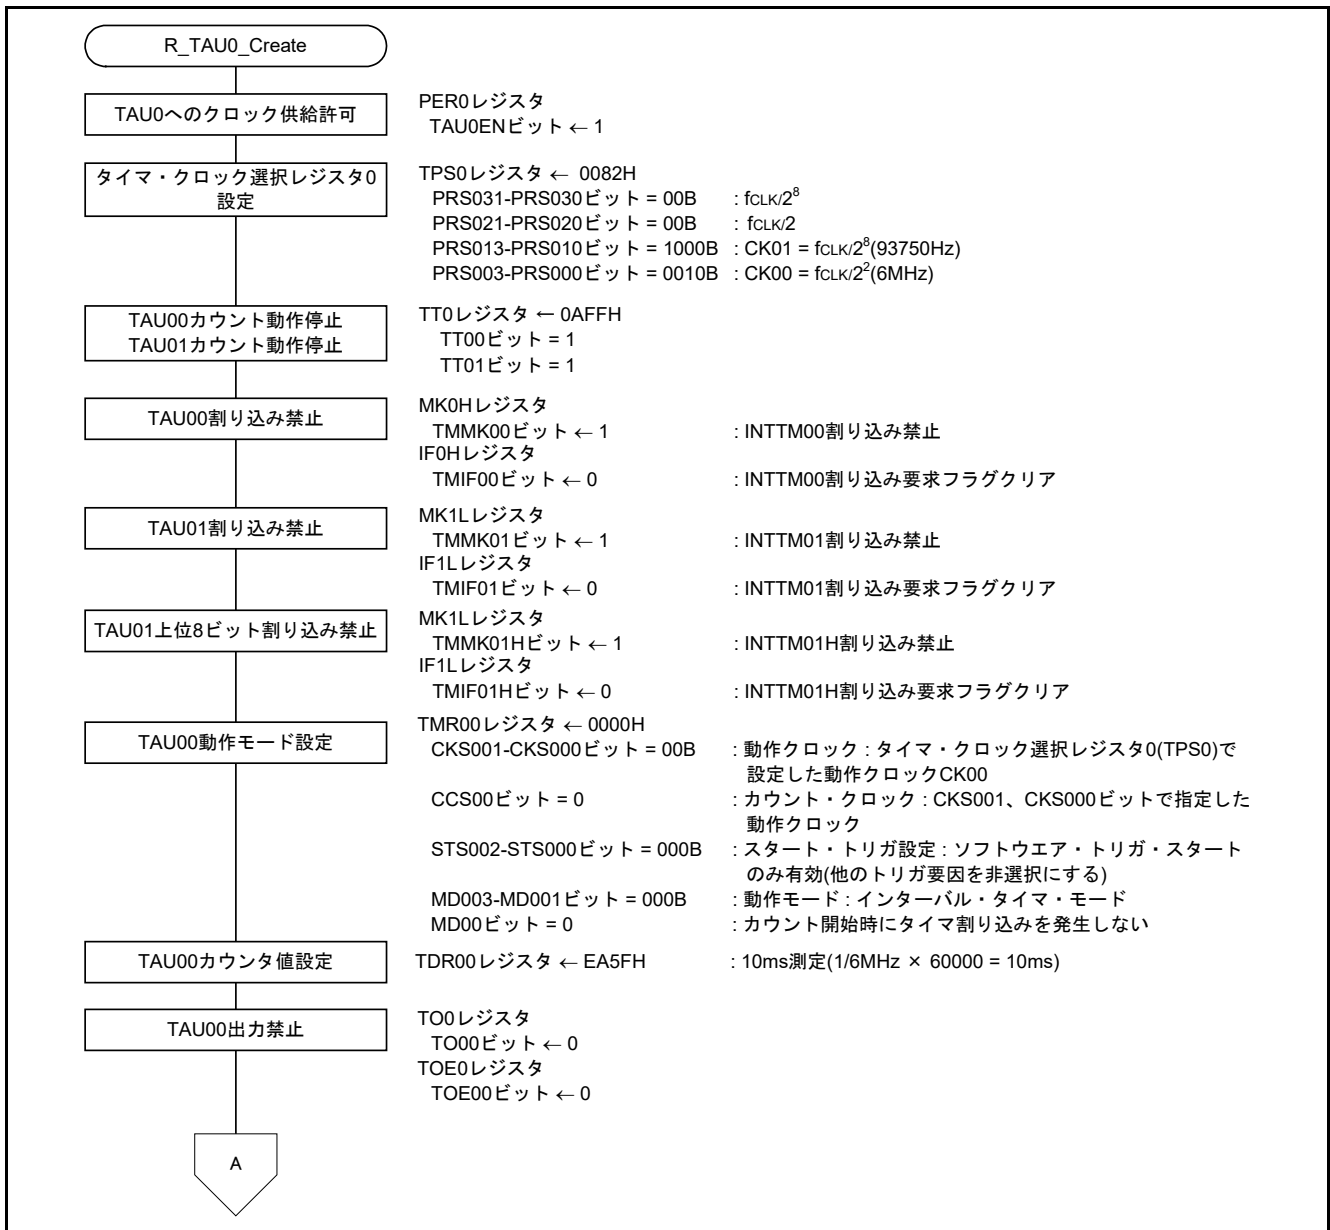 R_TAU0_Create
TAU0へのクロック供給許可
PER0レジスタ
TAU0ENビット ← 1
タイマ・クロック選択レジスタ0
設定
TPS0レジスタ ← 0082H
PRS031-PRS030ビット = 00B : fCLK/2⁸
PRS021-PRS020ビット = 00B : fCLK/2
PRS013-PRS010ビット = 1000B : CK01 = fCLK/2⁸(93750Hz)
PRS003-PRS000ビット = 0010B : CK00 = fCLK/2²(6MHz)
TAU00カウント動作停止
TAU01カウント動作停止
TT0レジスタ ← 0AFFH
TT00ビット = 1
TT01ビット = 1
TAU00割り込み禁止
MK0Hレジスタ
TMMK00ビット ← 1 : INTTM00割り込み禁止
IF0Hレジスタ
TMIF00ビット ← 0 : INTTM00割り込み要求フラグクリア
TAU01割り込み禁止
MK1Lレジスタ
TMMK01ビット ← 1 : INTTM01割り込み禁止
IF1Lレジスタ
TMIF01ビット ← 0 : INTTM01割り込み要求フラグクリア
TAU01上位8ビット割り込み禁止
MK1Lレジスタ
TMMK01Hビット ← 1 : INTTM01H割り込み禁止
IF1Lレジスタ
TMIF01Hビット ← 0 : INTTM01H割り込み要求フラグクリア
TAU00動作モード設定
TMR00レジスタ ← 0000H
CKS001-CKS000ビット = 00B : 動作クロック : タイマ・クロック選択レジスタ0(TPS0)で
設定した動作クロックCK00
CCS00ビット = 0 : カウント・クロック : CKS001、CKS000ビットで指定した
動作クロック
STS002-STS000ビット = 000B : スタート・トリガ設定 : ソフトウエア・トリガ・スタート
のみ有効(他のトリガ要因を非選択にする)
MD003-MD001ビット = 000B : 動作モード : インターバル・タイマ・モード
MD00ビット = 0 : カウント開始時にタイマ割り込みを発生しない
TAU00カウンタ値設定
TDR00レジスタ ← EA5FH : 10ms測定(1/6MHz × 60000 = 10ms)
TAU00出力禁止
TO0レジスタ
TO00ビット ← 0
TOE0レジスタ
TOE00ビット ← 0
A